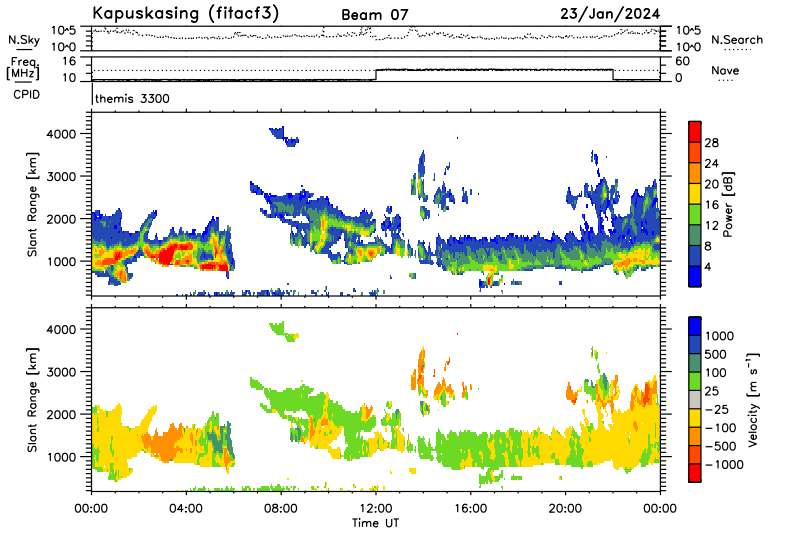 Kapuskasing (fitacf3) Beam 07 23/Jan/2024
N.Sky 10^5 10^0 10^5 10^0 N.Search
Freq. [MHz] 16 10 60 0 Nave
CPID themis 3300
Slant Range [km] 4000 3000 2000 1000
Power [dB] 28 24 20 16 12 8 4
Slant Range [km] 4000 3000 2000 1000
Velocity [m s^-1] 1000 500 100 25 -25 -100 -500 -1000
00:00 04:00 08:00 12:00 16:00 20:00 00:00
Time UT